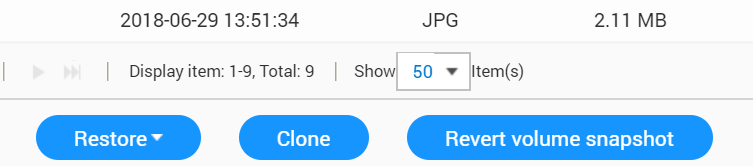 2018-06-29 13:51:34 JPG 2.11 MB
Display item: 1-9, Total: 9 Show 50 Item(s)
Restore Clone Revert volume snapshot